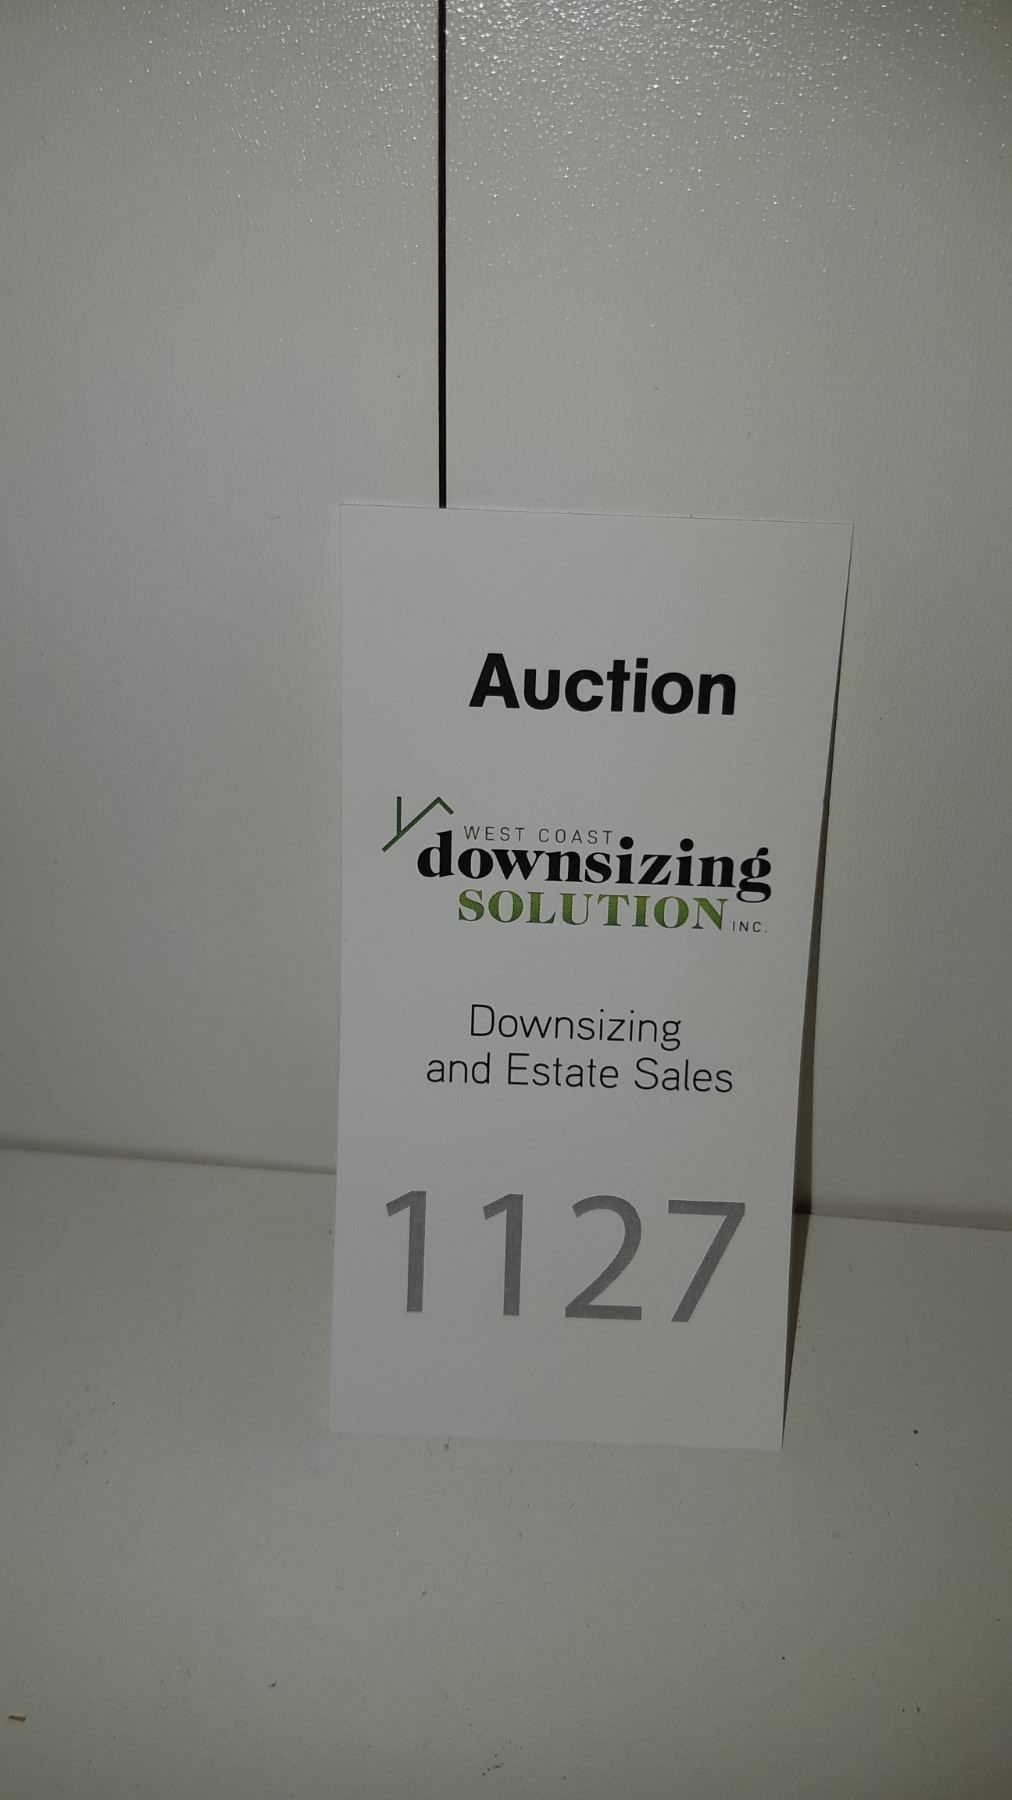 Auction
WEST COAST
downsizing
SOLUTION INC.
Downsizing
and Estate Sales
1127